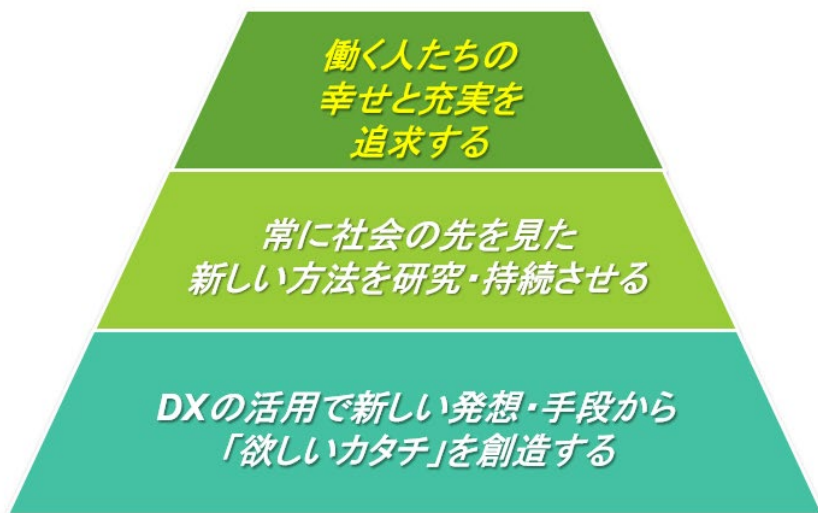 働く人たちの
幸せと充実を
追求する
常に社会の先を見た
新しい方法を研究・持続させる
DXの活用で新しい発想・手段から
「欲しいカタチ」を創造する